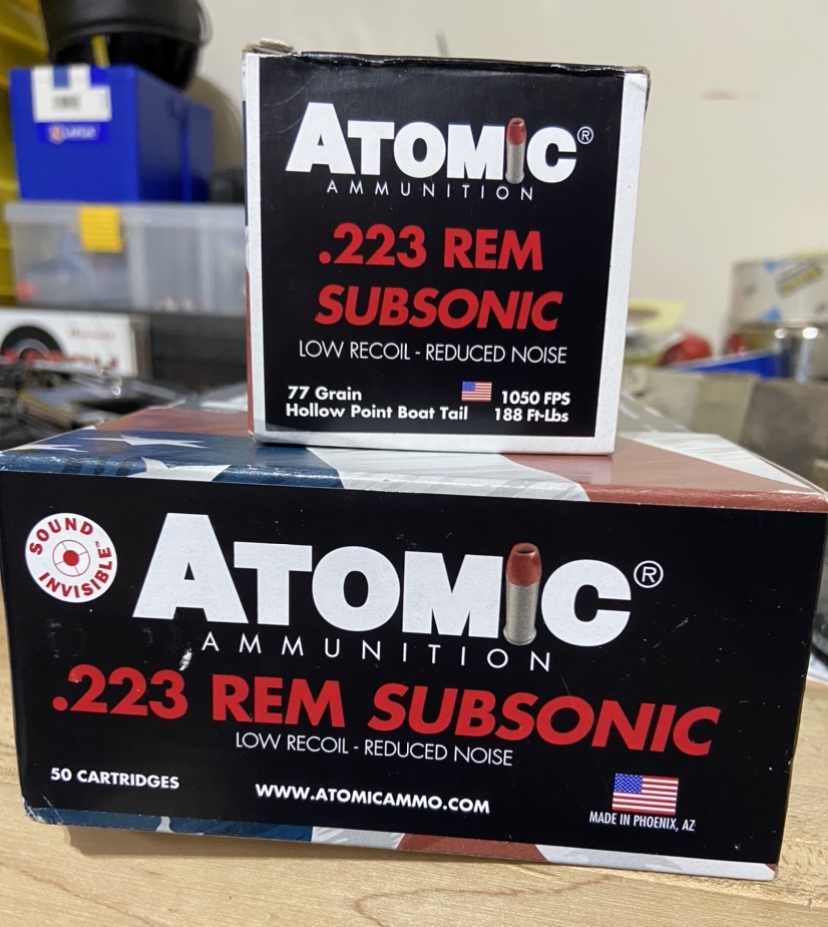 ATOMIC®
AMMUNITION
.223 REM
SUBSONIC
LOW RECOIL - REDUCED NOISE
77 Grain
Hollow Point Boat Tail
1050 FPS
188 Ft-Lbs
SOUND INVISIBLE™
ATOMIC®
AMMUNITION
.223 REM SUBSONIC
LOW RECOIL - REDUCED NOISE
50 CARTRIDGES
WWW.ATOMICAMMO.COM
MADE IN PHOENIX, AZ